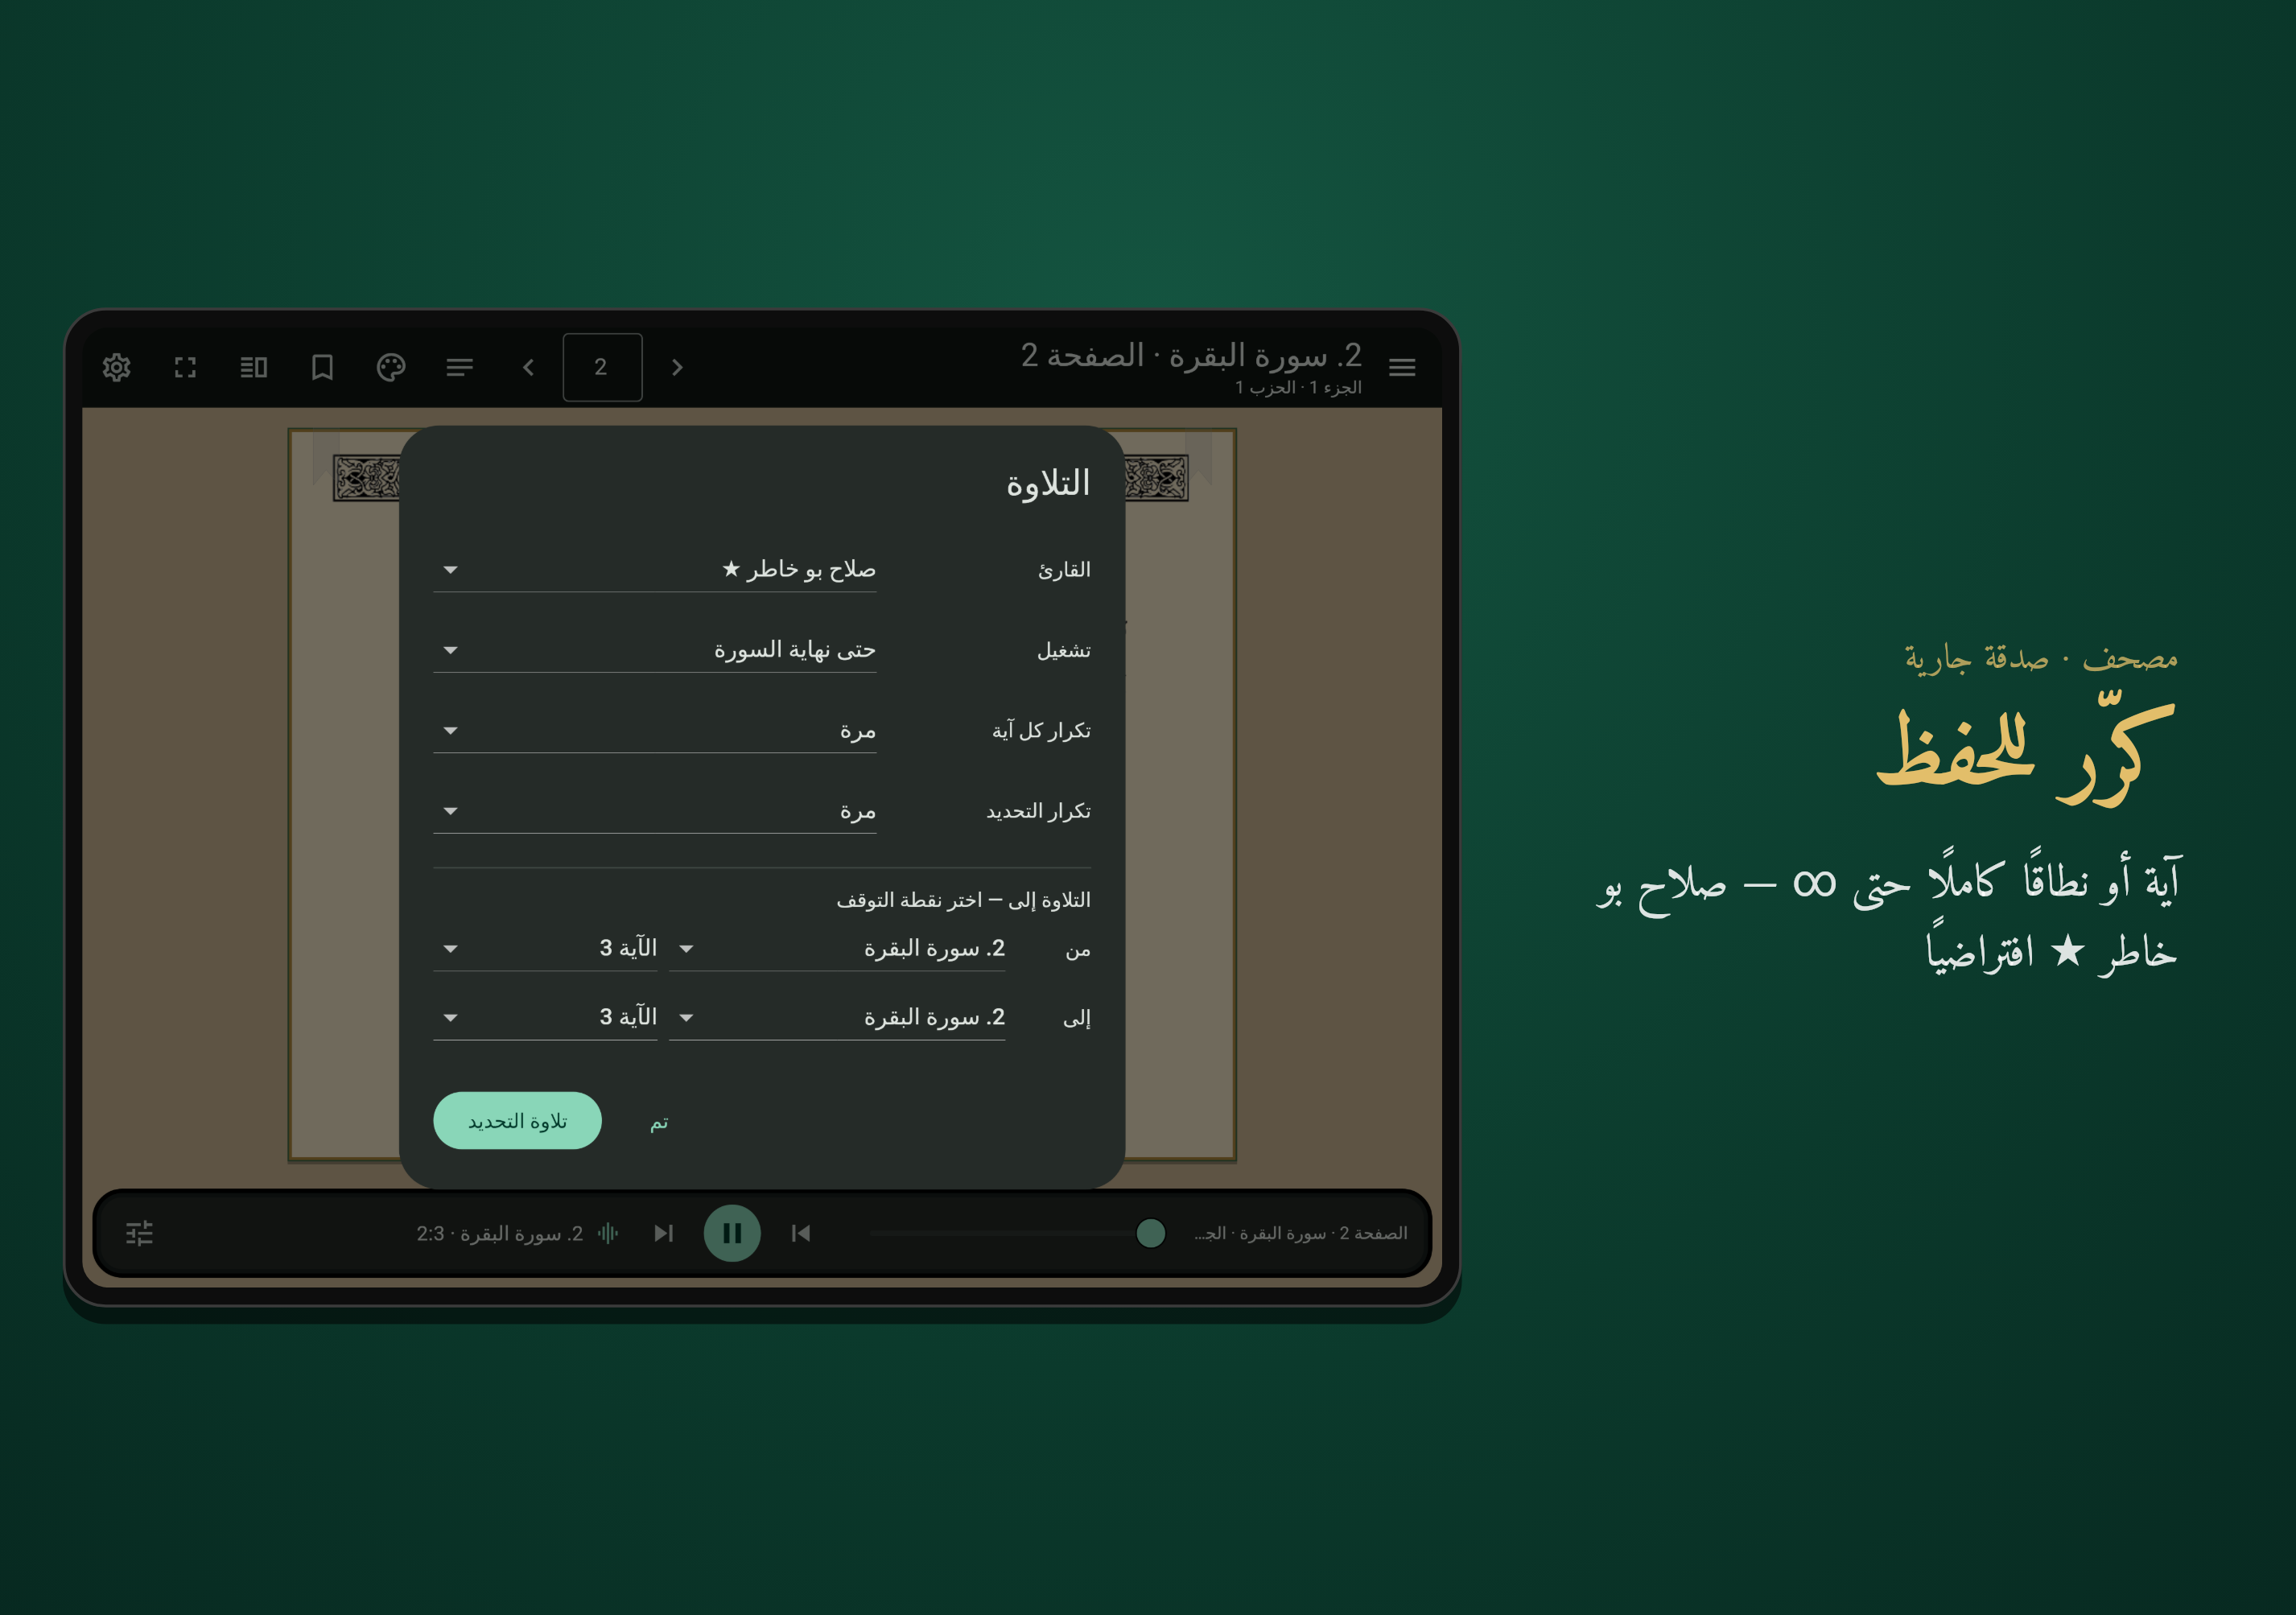 2. سورة البقرة · الصفحة 2
الجزء 1 · الحزب 1
2
التلاوة
القارئ
صلاح بو خاطر ★
تشغيل
حتى نهاية السورة
تكرار كل آية
مرة
تكرار التحديد
مرة
التلاوة إلى – اختر نقطة التوقف
من
2. سورة البقرة
الآية 3
إلى
2. سورة البقرة
الآية 3
تم
تلاوة التحديد
الصفحة 2 · سورة البقرة · الجـ...
2. سورة البقرة · 2:3
مصحف · صدقة جارية
كرّر للحفظ
آية أو نطاقًا كاملًا حتى ∞ — صلاح بو
خاطر ★ افتراضيًا